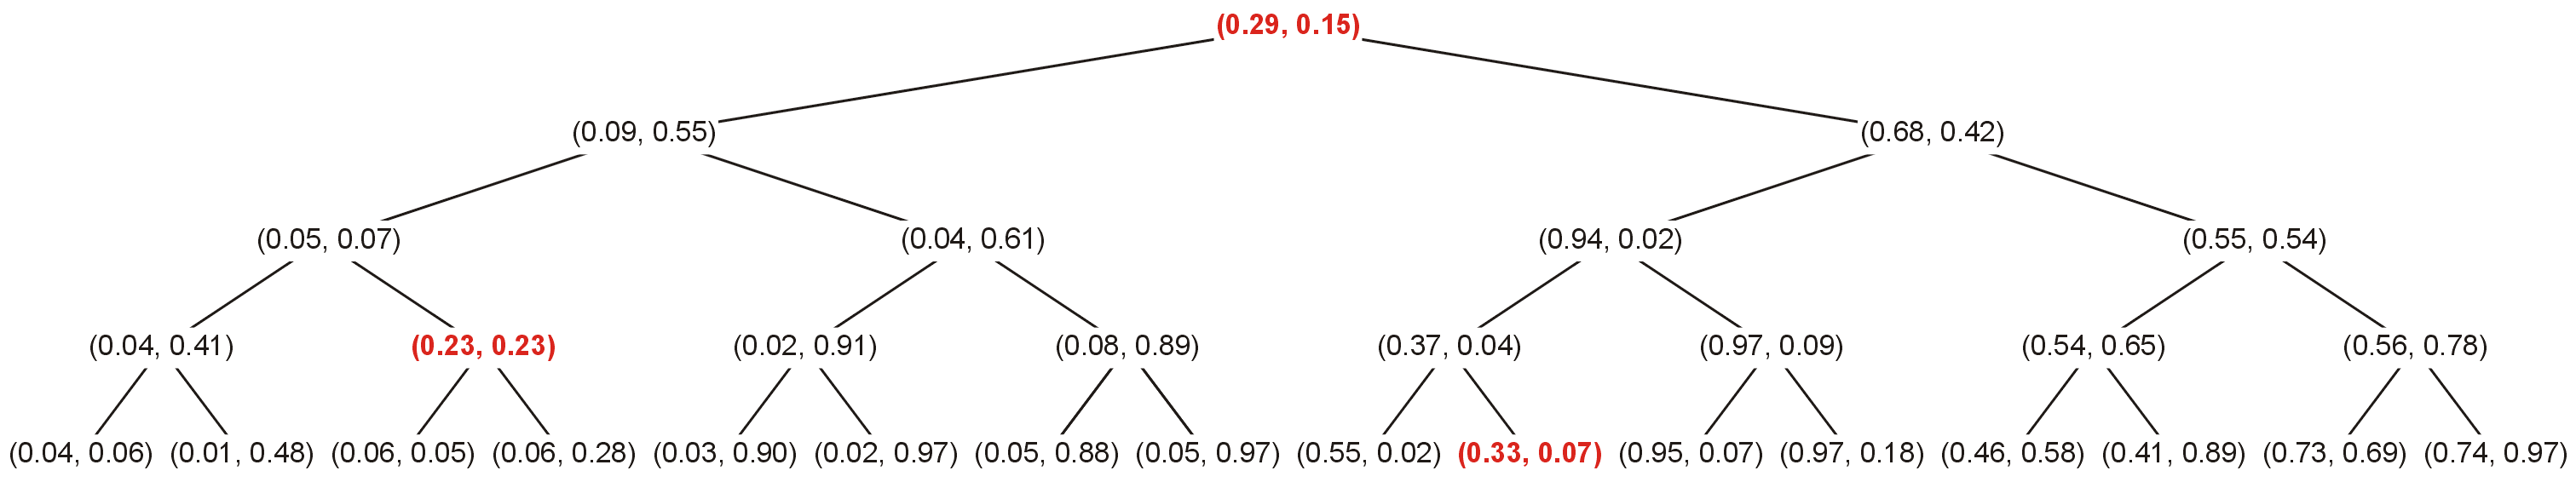 (0.29, 0.15)
(0.09, 0.55) (0.68, 0.42)
(0.05, 0.07) (0.04, 0.61) (0.94, 0.02) (0.55, 0.54)
(0.04, 0.41) (0.23, 0.23) (0.02, 0.91) (0.08, 0.89) (0.37, 0.04) (0.97, 0.09) (0.54, 0.65) (0.56, 0.78)
(0.04, 0.06) (0.01, 0.48) (0.06, 0.05) (0.06, 0.28) (0.03, 0.90) (0.02, 0.97) (0.05, 0.88) (0.05, 0.97) (0.55, 0.02) (0.33, 0.07) (0.95, 0.07) (0.97, 0.18) (0.46, 0.58) (0.41, 0.89) (0.73, 0.69) (0.74, 0.97)